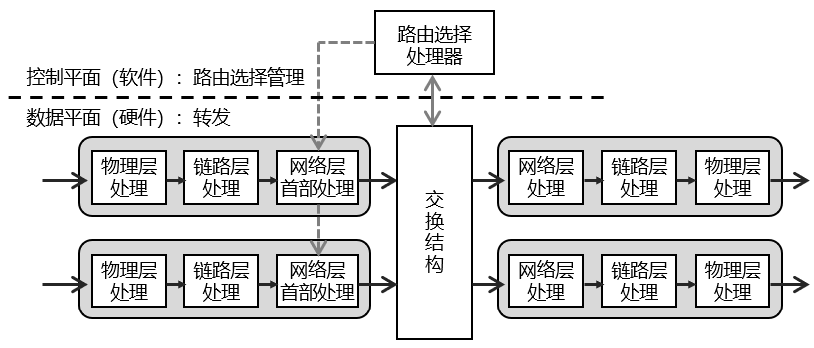 路由选择
处理器
控制平面（软件）：路由选择管理
数据平面（硬件）：转发
物理层
处理
链路层
处理
网络层
首部处理
交换结构
网络层
处理
链路层
处理
物理层
处理
物理层
处理
链路层
处理
网络层
首部处理
网络层
处理
链路层
处理
物理层
处理